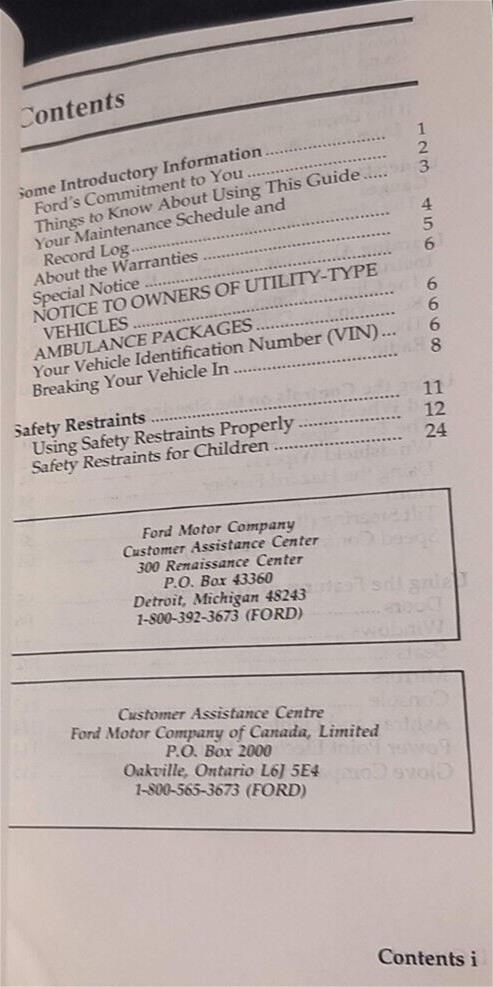 Contents
Some Introductory Information ........................ 1
Ford's Commitment to You ........................... 2
Things to Know About Using This Guide ..... 3
Your Maintenance Schedule and
Record Log ................................................. 4
About the Warranties .................................... 5
Special Notice ............................................... 6
NOTICE TO OWNERS OF UTILITY-TYPE
VEHICLES .................................................. 6
AMBULANCE PACKAGES .......................... 6
Your Vehicle Identification Number (VIN) ... 6
Breaking Your Vehicle In ............................... 8
Safety Restraints ............................................. 11
Using Safety Restraints Properly ................... 12
Safety Restraints for Children ....................... 24
Ford Motor Company
Customer Assistance Center
300 Renaissance Center
P.O. Box 43360
Detroit, Michigan 48243
1-800-392-3673 (FORD)
Customer Assistance Centre
Ford Motor Company of Canada, Limited
P.O. Box 2000
Oakville, Ontario L6J 5E4
1-800-565-3673 (FORD)
Contents i